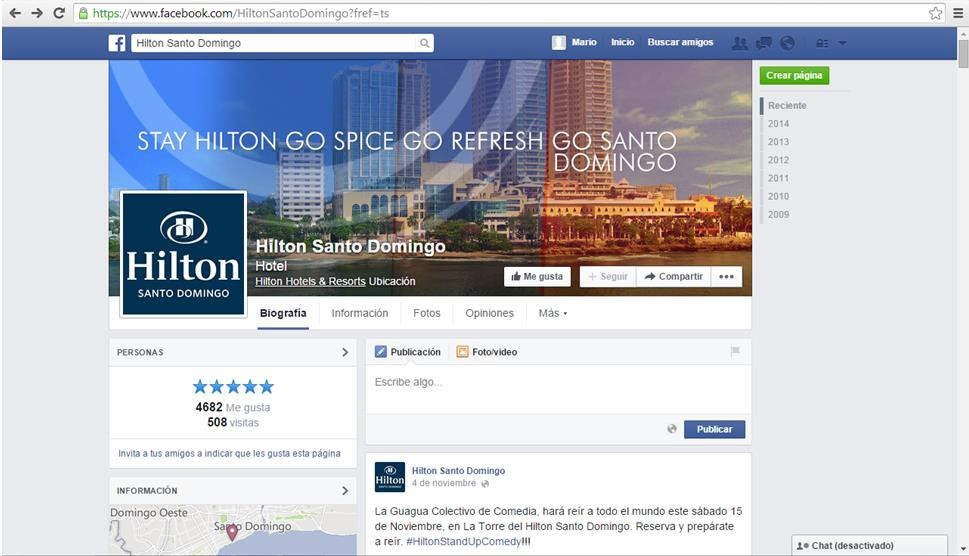 https://www.facebook.com/HiltonSantoDomingo?fref=ts
Hilton Santo Domingo
Mario Inicio Buscar amigos
Crear página
Reciente
2014
2013
2012
2011
2010
2009
STAY HILTON GO SPICE GO REFRESH GO SANTO
DOMINGO
Hilton
SANTO DOMINGO
Hilton Santo Domingo
Hotel
Hilton Hotels & Resorts Ubicación
Me gusta + Seguir Compartir
Biografía Información Fotos Opiniones Más
PERSONAS
4682 Me gusta
508 visitas
Invita a tus amigos a indicar que les gusta esta página
INFORMACIÓN
Domingo Oeste
Santo Domingo
Publicación Foto/video
Escribe algo...
Publicar
Hilton
SANTO DOMINGO
Hilton Santo Domingo
4 de noviembre
La Guagua Colectivo de Comedia, hará reír a todo el mundo este sábado 15
de Noviembre, en La Torre del Hilton Santo Domingo. Reserva y prepárate
a reír. #HiltonStandUpComedy!!!
Chat (desactivado)